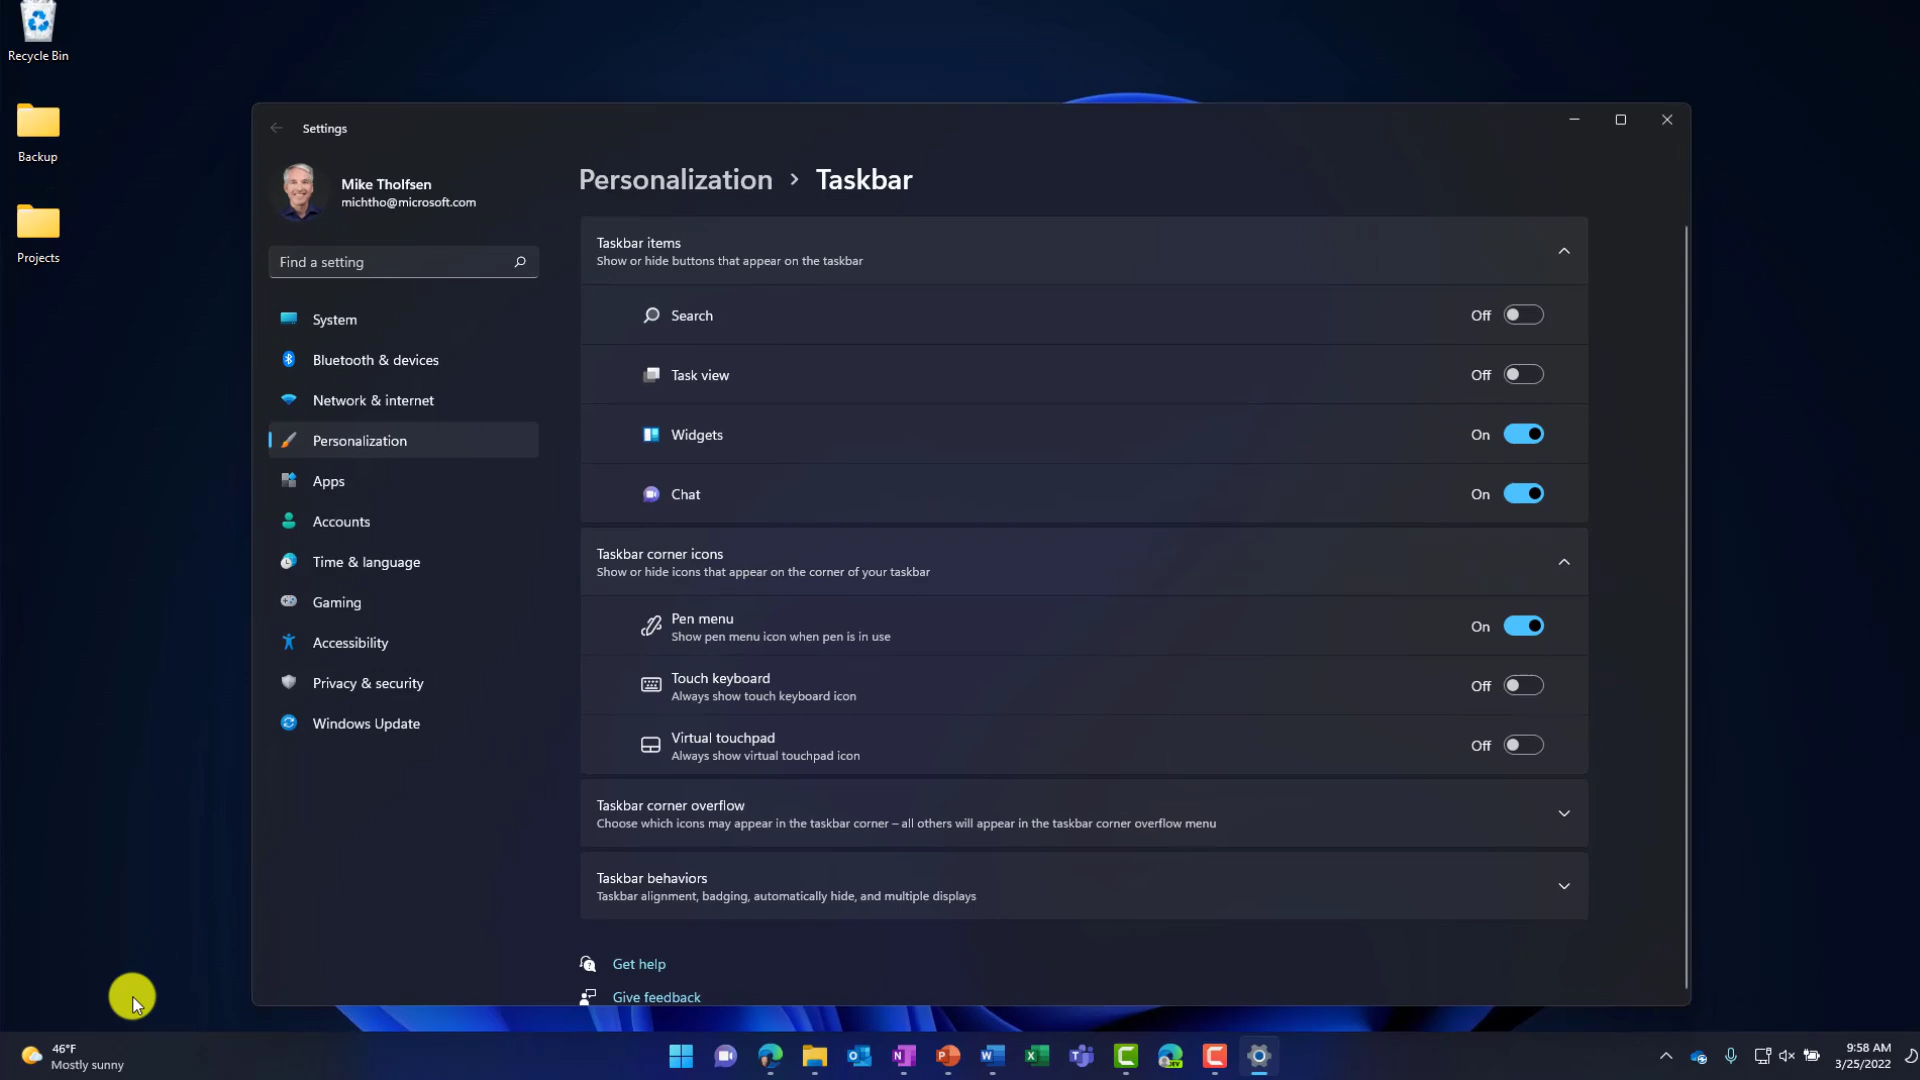 Recycle Bin
Backup
Projects
Settings
Mike Tholfsen
michtho@microsoft.com
Find a setting
System
Bluetooth & devices
Network & internet
Personalization
Apps
Accounts
Time & language
Gaming
Accessibility
Privacy & security
Windows Update
Personalization > Taskbar
Taskbar items
Show or hide buttons that appear on the taskbar
Search Off
Task view Off
Widgets On
Chat On
Taskbar corner icons
Show or hide icons that appear on the corner of your taskbar
Pen menu
Show pen menu icon when pen is in use
On
Touch keyboard
Always show touch keyboard icon
Off
Virtual touchpad
Always show virtual touchpad icon
Off
Taskbar corner overflow
Choose which icons may appear in the taskbar corner – all others will appear in the taskbar corner overflow menu
Taskbar behaviors
Taskbar alignment, badging, automatically hide, and multiple displays
Get help
Give feedback
46°F
Mostly sunny
9:58 AM
3/25/2022